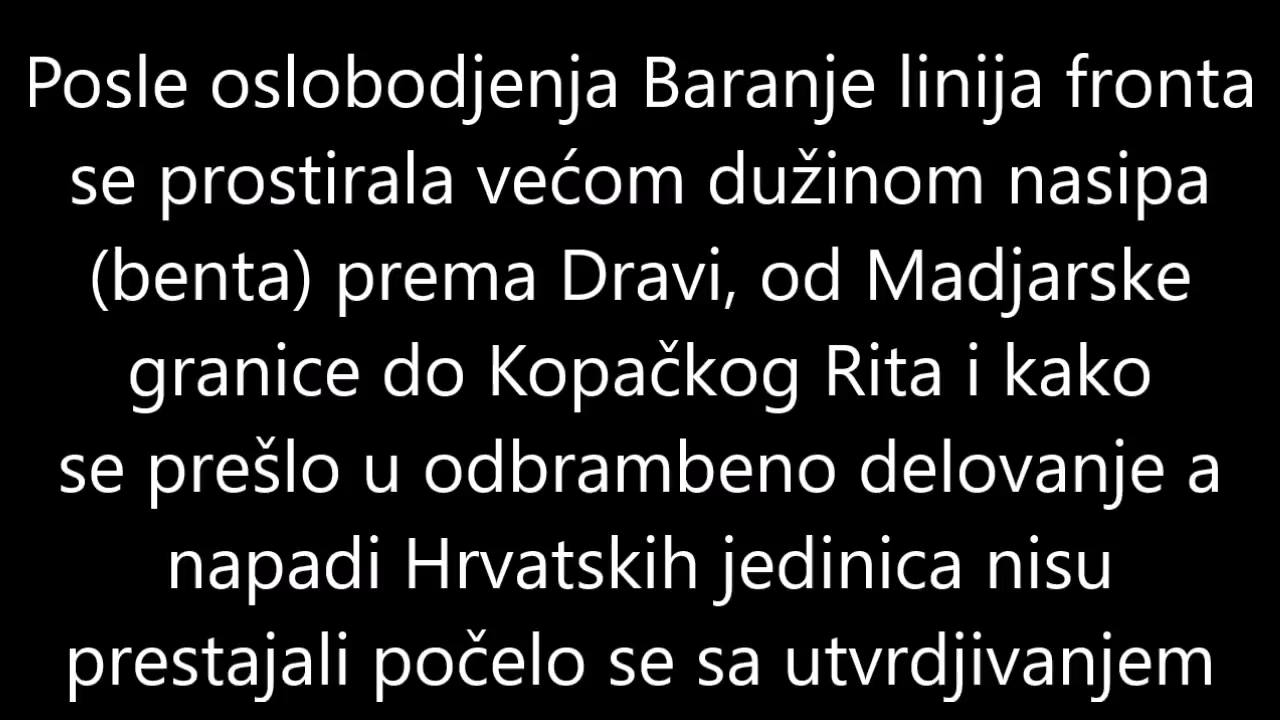 Posle oslobodjenja Baranje linija fronta
se prostirala većom dužinom nasipa
(benta) prema Dravi, od Madjarske
granice do Kopačkog Rita i kako
se prešlo u odbrambeno delovanje a
napadi Hrvatskih jedinica nisu
prestajali počelo se sa utvrdjivanjem